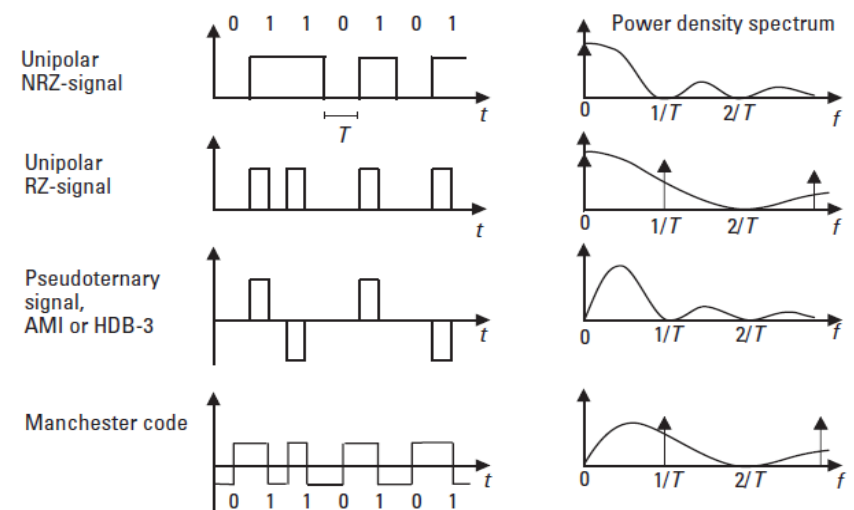 0 1 1 0 1 0 1
Power density spectrum
Unipolar
NRZ-signal
T
t
0 1/T 2/T f
Unipolar
RZ-signal
t
0 1/T 2/T f
Pseudoternary
signal,
AMI or HDB-3
t
0 1/T 2/T f
Manchester code
t
0 1/T 2/T f
0 1 1 0 1 0 1